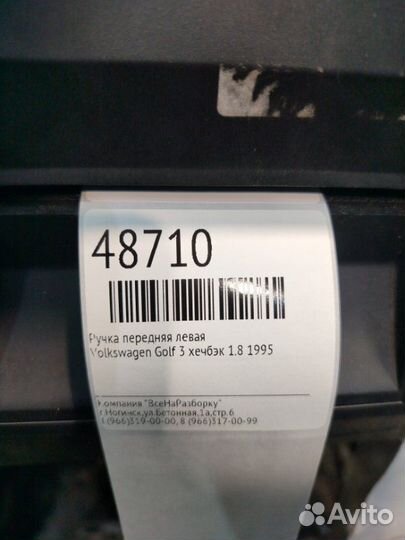 48710
Ручка передняя левая
Volkswagen Golf 3 хечбэк 1.8 1995
Компания "ВсеНаРазборку"
г.Ногинск,ул.Бетонная,1а,стр.6
(966)319-00-00, 8 (966)317-00-99
Avito